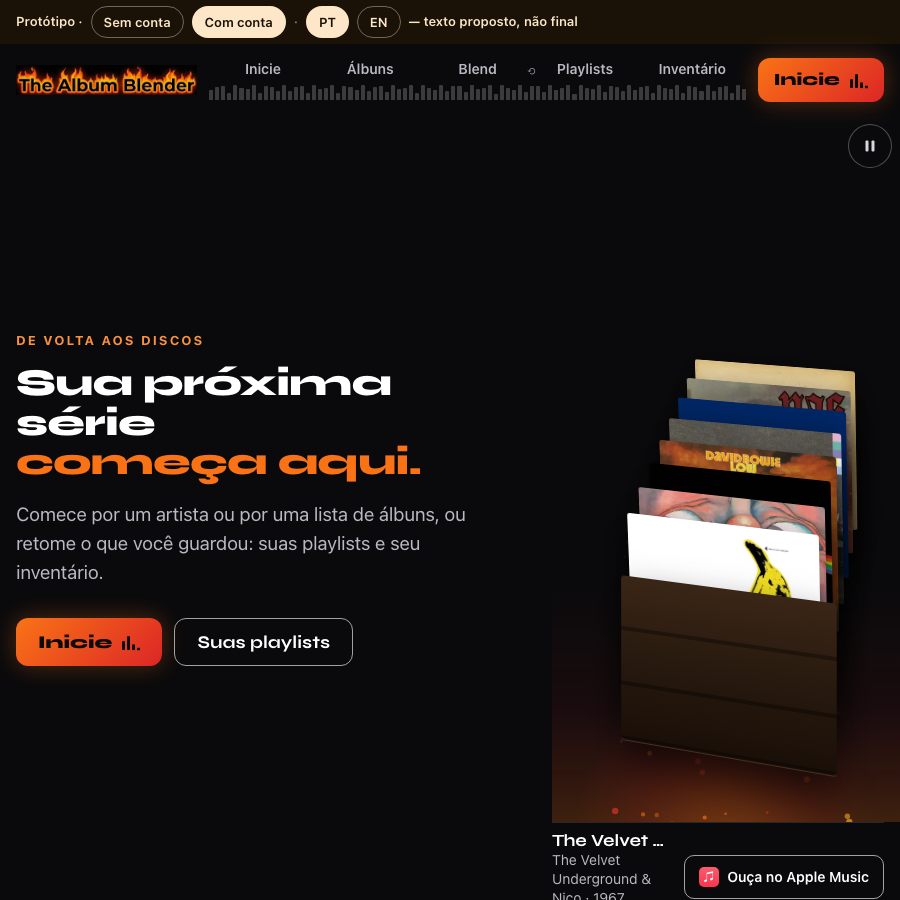 Protótipo · Sem conta Com conta · PT EN — texto proposto, não final
The Album Blender
Inicie Álbuns Blend Playlists Inventário
Inicie
DE VOLTA AOS DISCOS
Sua próxima
série
começa aqui.
Comece por um artista ou por uma lista de álbuns, ou
retome o que você guardou: suas playlists e seu
inventário.
Inicie Suas playlists
DAVID BOWIE
LOW
The Velvet ...
The Velvet
Underground &
Nico · 1967
Ouça no Apple Music